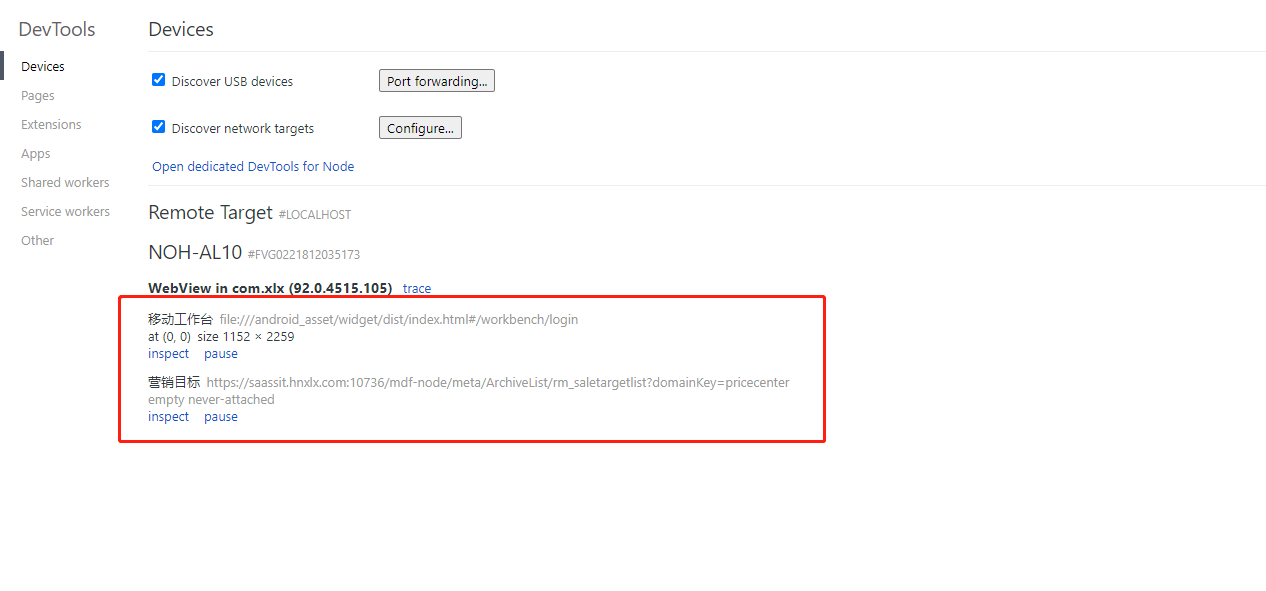 DevTools
Devices
Pages
Extensions
Apps
Shared workers
Service workers
Other
Devices
Discover USB devices Port forwarding...
Discover network targets Configure...
Open dedicated DevTools for Node
Remote Target #LOCALHOST
NOH-AL10 #FVG0221812035173
WebView in com.xlx (92.0.4515.105) trace
移动工作台 file:///android_asset/widget/dist/index.html#/workbench/login
at (0, 0) size 1152 × 2259
inspect pause
营销目标 https://saassit.hnxlx.com:10736/mdf-node/meta/ArchiveList/rm_saletargetlist?domainKey=pricecenter
empty never-attached
inspect pause